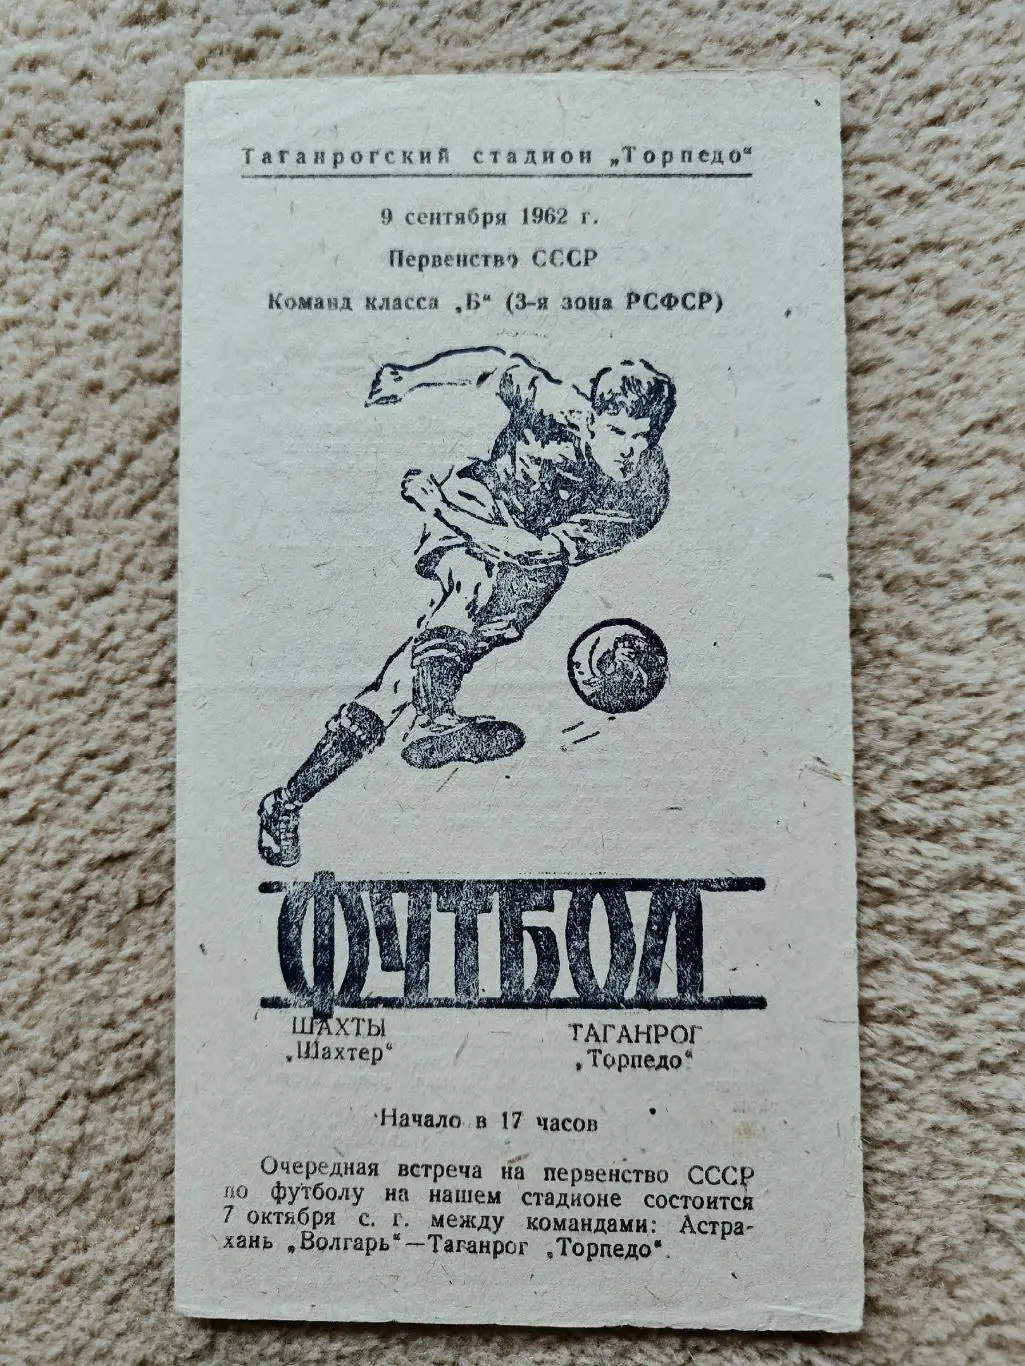 Таганрогский стадион „Торпедо“
9 сентября 1962 г.
Первенство СССР
Команд класса „Б“ (3-я зона РСФСР)
ФУТБОЛ
ШАХТЫ ТАГАНРОГ
„Шахтер“ „Торпедо“
Начало в 17 часов
Очередная встреча на первенство СССР
по футболу на нашем стадионе состоится
7 октября с. г. между командами: Астра-
хань „Волгарь“—Таганрог „Торпедо“.